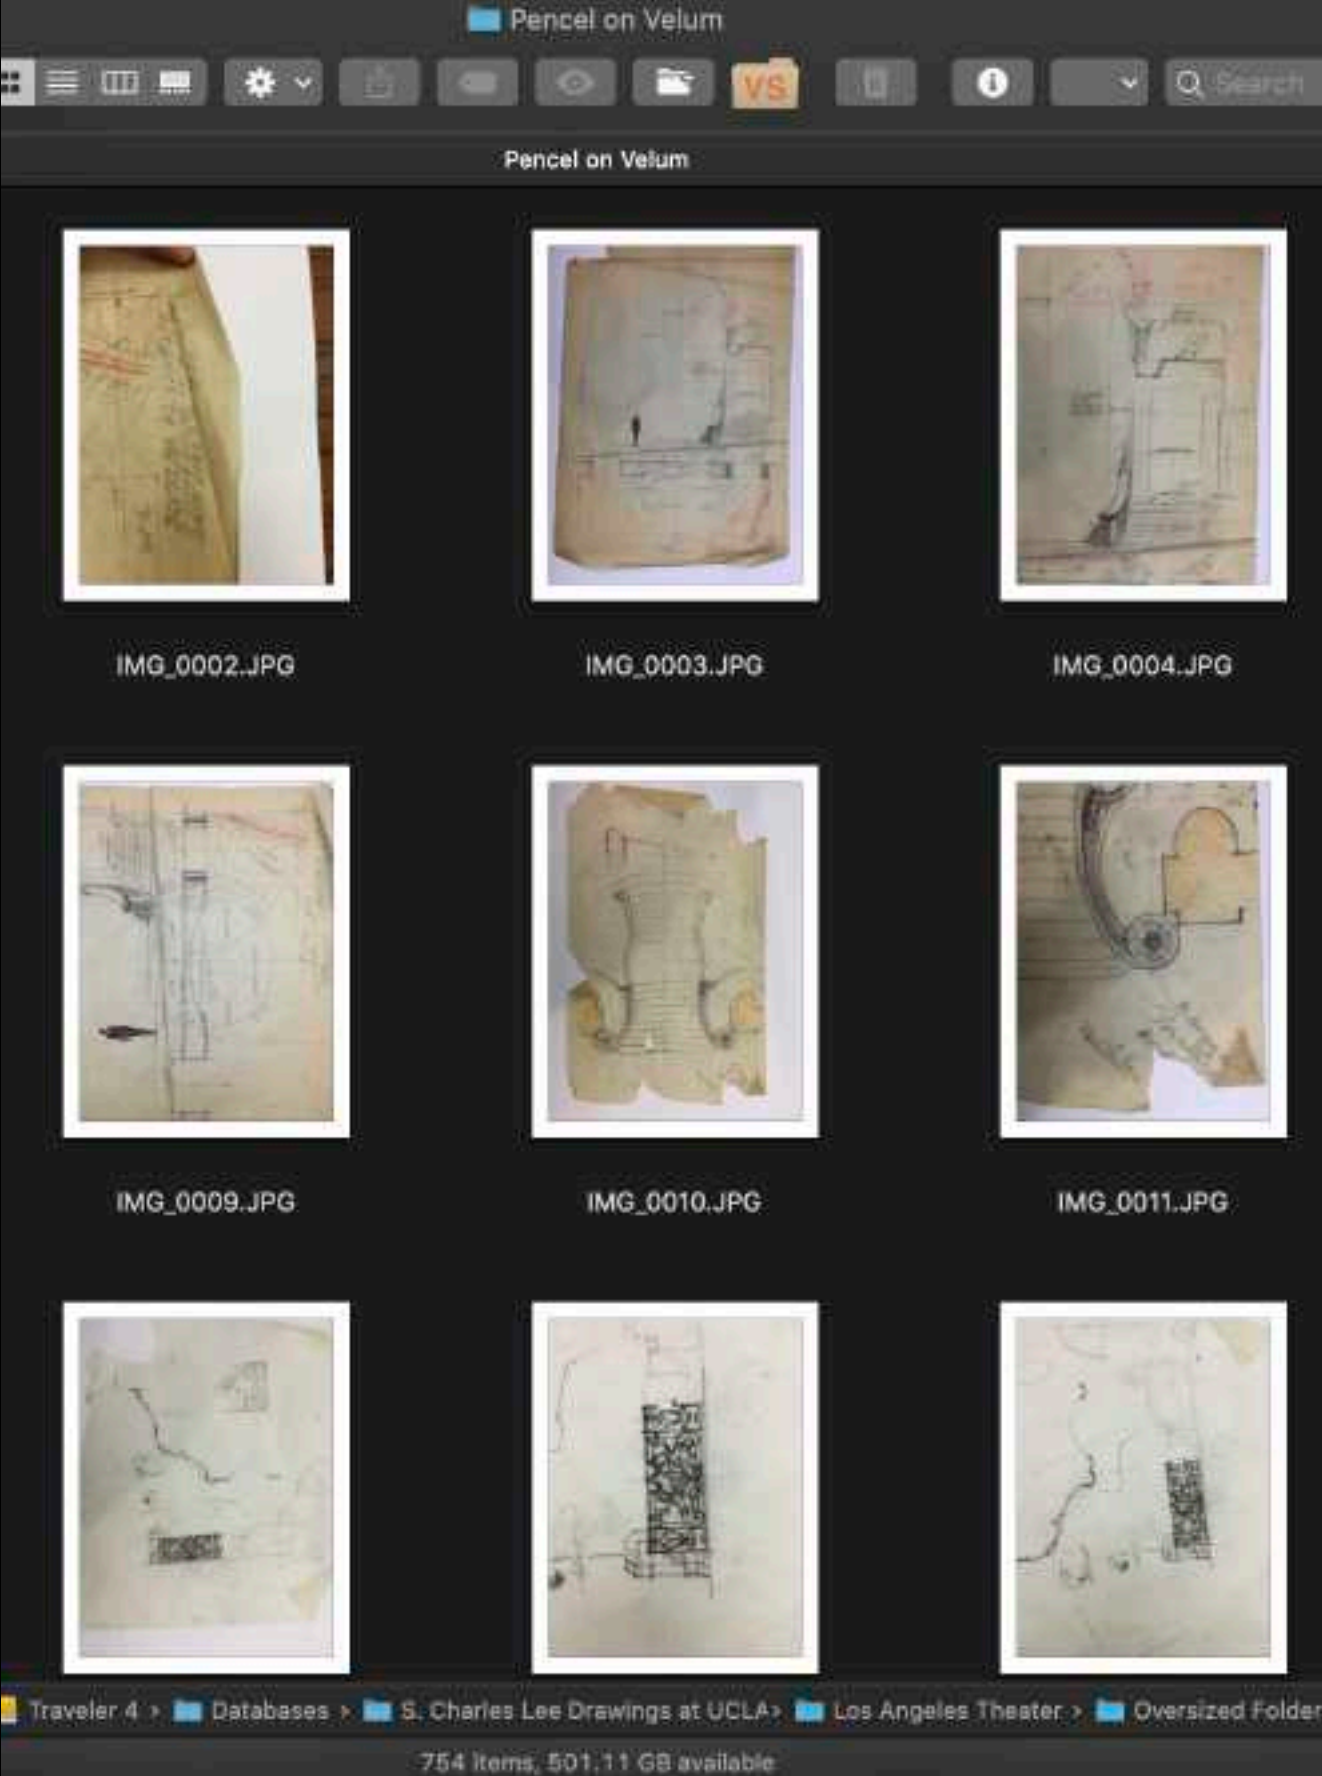 Pencel on Velum
VS
Search
Pencel on Velum
IMG_0002.JPG
IMG_0003.JPG
IMG_0004.JPG
IMG_0009.JPG
IMG_0010.JPG
IMG_0011.JPG
Traveler 4 › Databases › S. Charles Lee Drawings at UCLA › Los Angeles Theater › Oversized Folder
754 items, 501.11 GB available